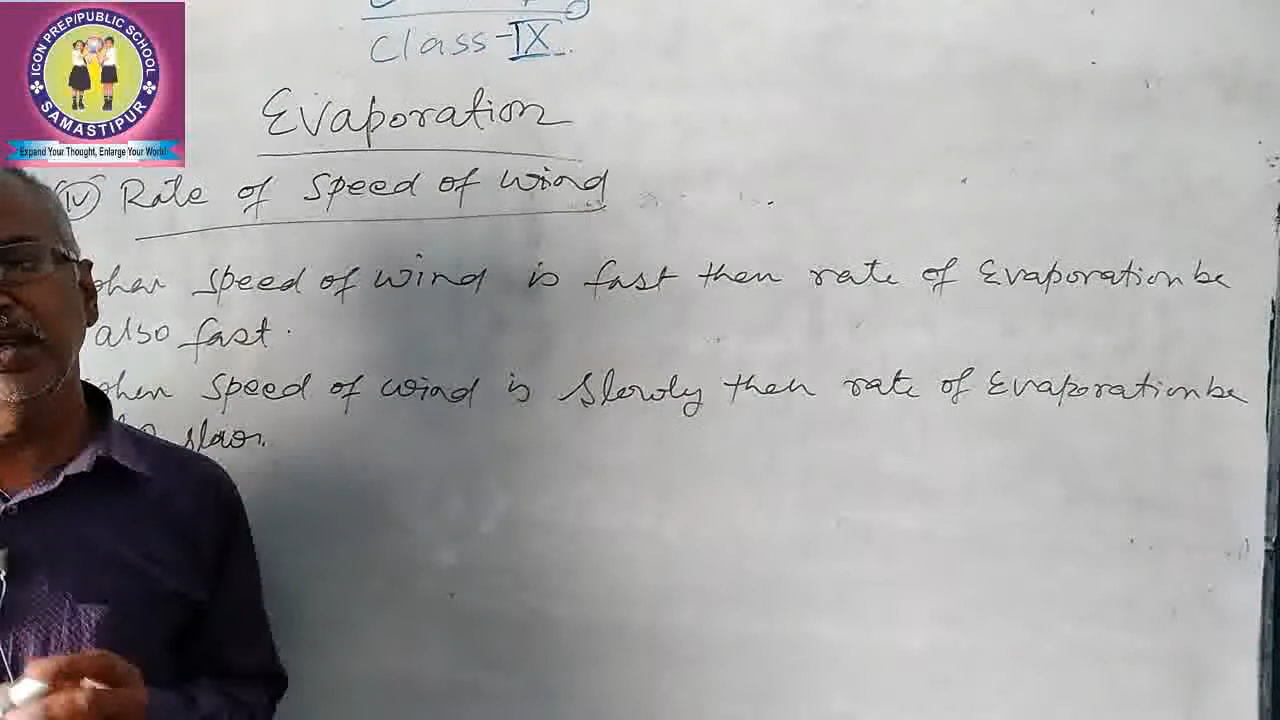 ICON PREP/PUBLIC SCHOOL
SAMASTIPUR
Expand Your Thought, Enlarge Your World
Class-IX
Evaporation
(iv) Rate of speed of wind
speed of wind is fast then rate of Evaporation be
also fast.
speed of wind is slowly then rate of Evaporation be
slow.